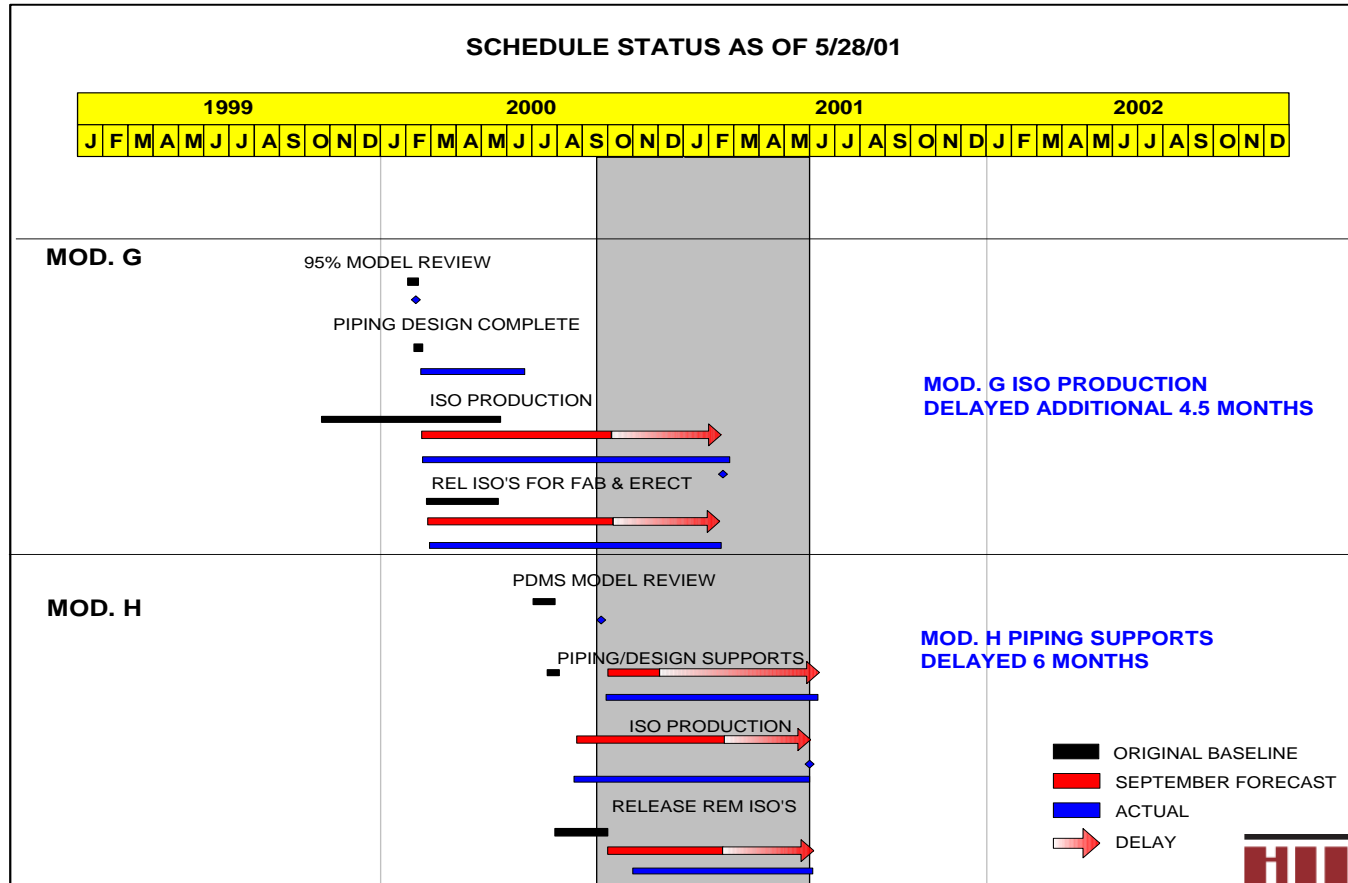 SCHEDULE STATUS AS OF 5/28/01
1999 2000 2001 2002
J F M A M J J A S O N D J F M A M J J A S O N D J F M A M J J A S O N D J F M A M J J A S O N D
MOD. G
95% MODEL REVIEW
PIPING DESIGN COMPLETE
ISO PRODUCTION
MOD. G ISO PRODUCTION
DELAYED ADDITIONAL 4.5 MONTHS
REL ISO'S FOR FAB & ERECT
MOD. H
PDMS MODEL REVIEW
PIPING/DESIGN SUPPORTS
MOD. H PIPING SUPPORTS
DELAYED 6 MONTHS
ISO PRODUCTION
RELEASE REM ISO'S
ORIGINAL BASELINE
SEPTEMBER FORECAST
ACTUAL
DELAY